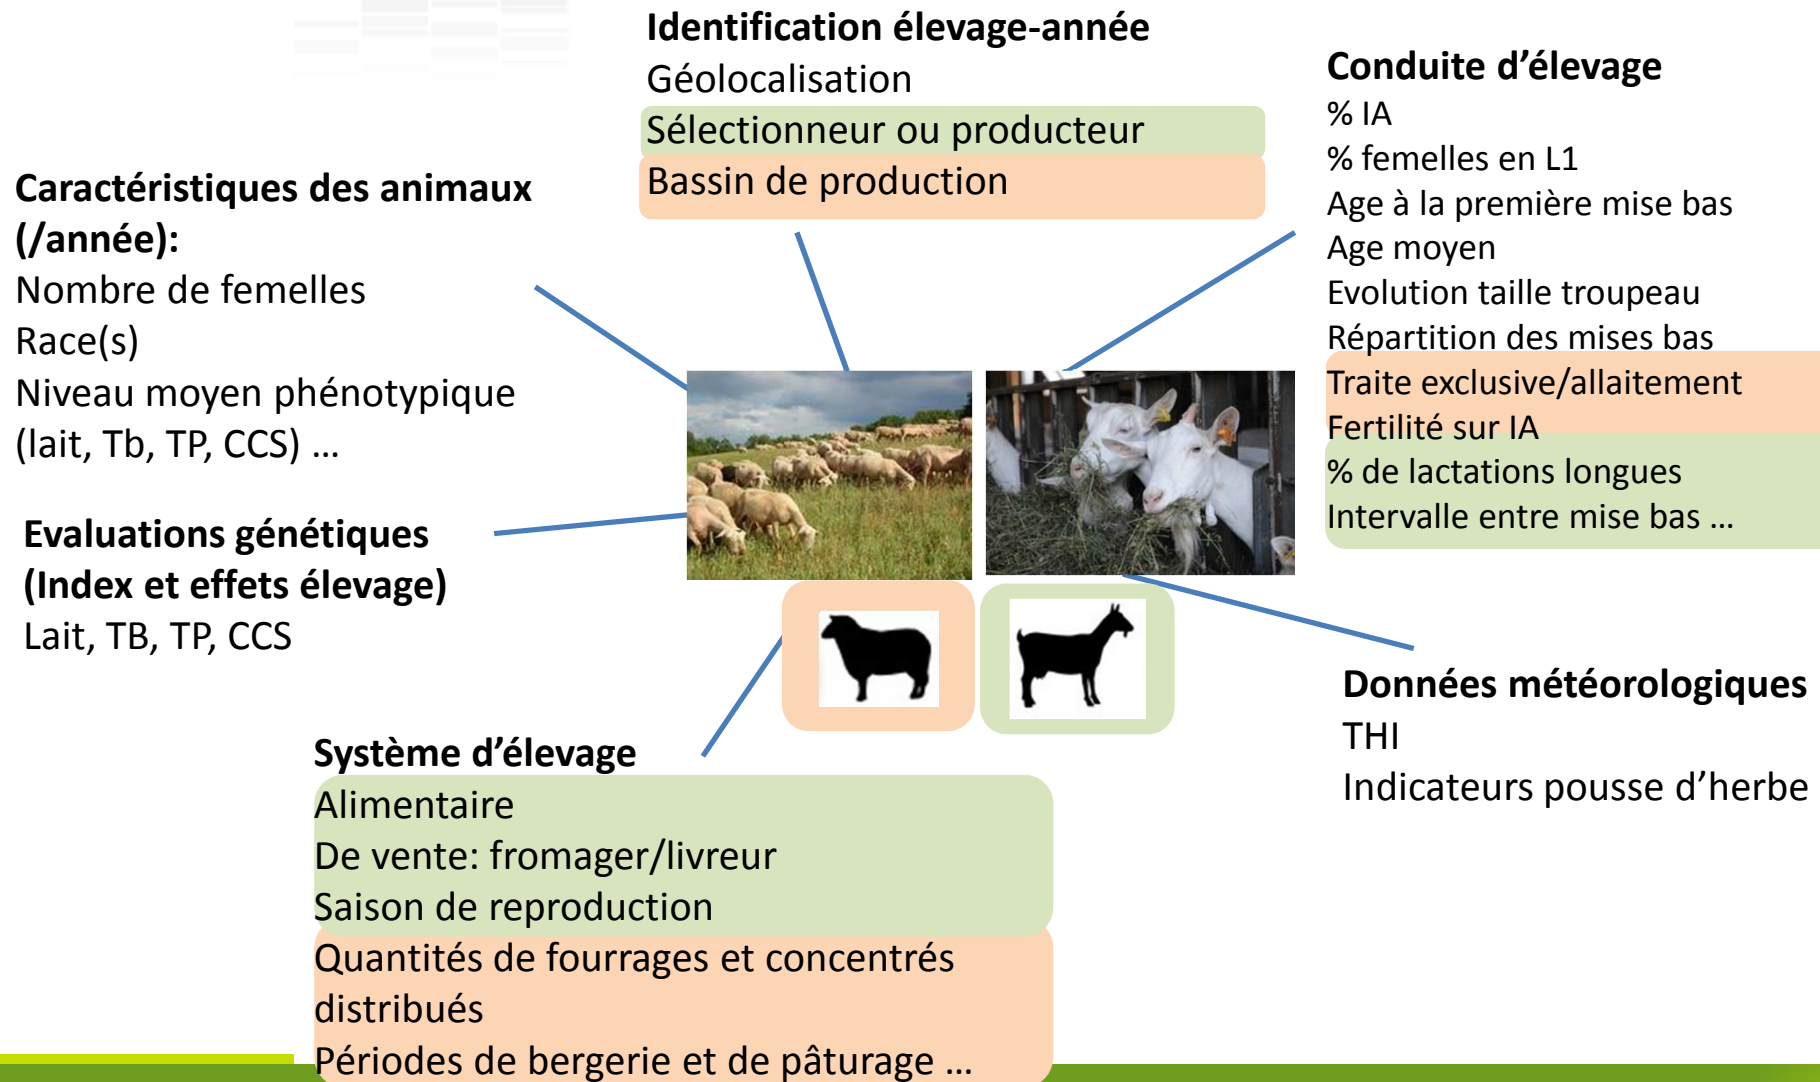 Identification élevage-année
Géolocalisation
Sélectionneur ou producteur
Bassin de production
Conduite d’élevage
% IA
% femelles en L1
Age à la première mise bas
Age moyen
Evolution taille troupeau
Répartition des mises bas
Traite exclusive/allaitement
Fertilité sur IA
% de lactations longues
Intervalle entre mise bas ...
Caractéristiques des animaux
(/année):
Nombre de femelles
Race(s)
Niveau moyen phénotypique
(lait, Tb, TP, CCS) ...
Evaluations génétiques
(Index et effets élevage)
Lait, TB, TP, CCS
Données météorologiques
THI
Indicateurs pousse d’herbe
Système d’élevage
Alimentaire
De vente: fromager/livreur
Saison de reproduction
Quantités de fourrages et concentrés
distribués
Périodes de bergerie et de pâturage ...